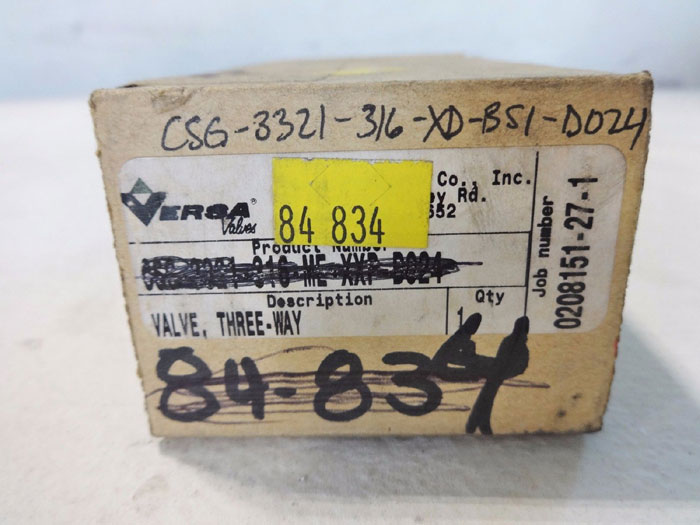 CSG-3321-316-XD-BS1-D024
VERSA® Valves
Co., Inc.
Rd.
652
84 834
Product Number
Description
VALVE, THREE-WAY
Qty
1
Job number
0208151-27-1
84-834